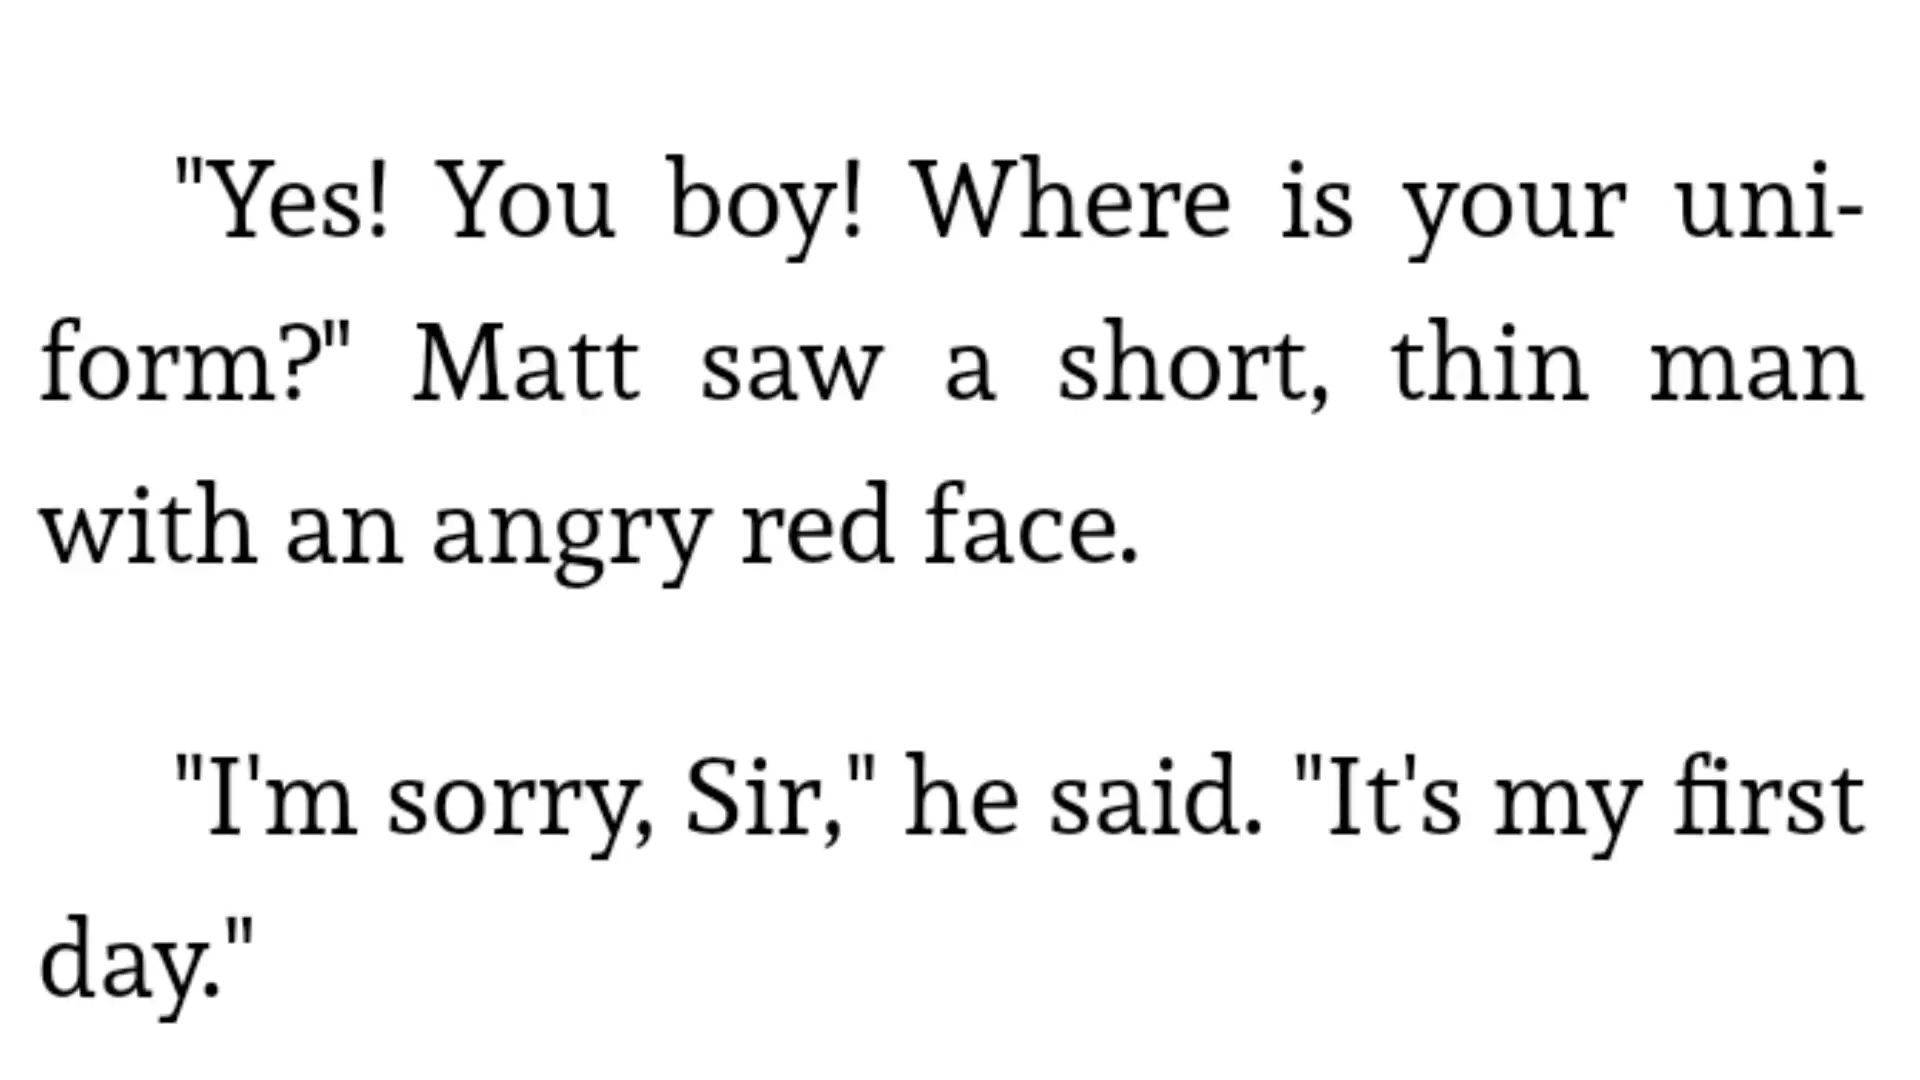 "Yes! You boy! Where is your uni-
form?" Matt saw a short, thin man
with an angry red face.
"I'm sorry, Sir," he said. "It's my first
day."